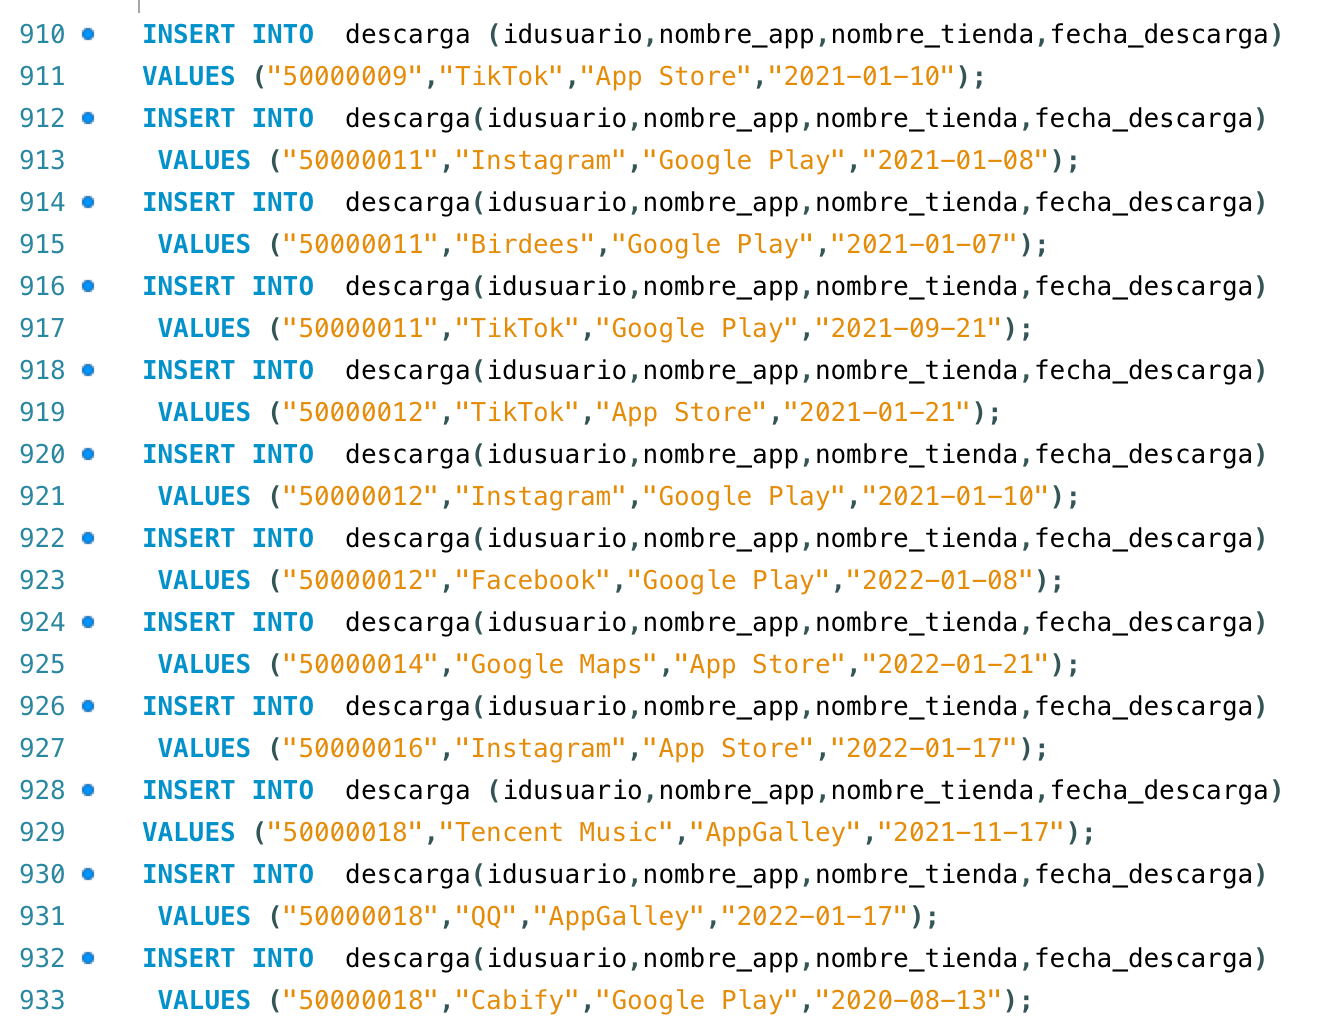 910 INSERT INTO  descarga (idusuario,nombre_app,nombre_tienda,fecha_descarga)
911 VALUES ("50000009","TikTok","App Store","2021-01-10");
912 INSERT INTO  descarga(idusuario,nombre_app,nombre_tienda,fecha_descarga)
913 VALUES ("50000011","Instagram","Google Play","2021-01-08");
914 INSERT INTO  descarga(idusuario,nombre_app,nombre_tienda,fecha_descarga)
915 VALUES ("50000011","Birdees","Google Play","2021-01-07");
916 INSERT INTO  descarga(idusuario,nombre_app,nombre_tienda,fecha_descarga)
917 VALUES ("50000011","TikTok","Google Play","2021-09-21");
918 INSERT INTO  descarga(idusuario,nombre_app,nombre_tienda,fecha_descarga)
919 VALUES ("50000012","TikTok","App Store","2021-01-21");
920 INSERT INTO  descarga(idusuario,nombre_app,nombre_tienda,fecha_descarga)
921 VALUES ("50000012","Instagram","Google Play","2021-01-10");
922 INSERT INTO  descarga(idusuario,nombre_app,nombre_tienda,fecha_descarga)
923 VALUES ("50000012","Facebook","Google Play","2022-01-08");
924 INSERT INTO  descarga(idusuario,nombre_app,nombre_tienda,fecha_descarga)
925 VALUES ("50000014","Google Maps","App Store","2022-01-21");
926 INSERT INTO  descarga(idusuario,nombre_app,nombre_tienda,fecha_descarga)
927 VALUES ("50000016","Instagram","App Store","2022-01-17");
928 INSERT INTO  descarga (idusuario,nombre_app,nombre_tienda,fecha_descarga)
929 VALUES ("50000018","Tencent Music","AppGalley","2021-11-17");
930 INSERT INTO  descarga(idusuario,nombre_app,nombre_tienda,fecha_descarga)
931 VALUES ("50000018","QQ","AppGalley","2022-01-17");
932 INSERT INTO  descarga(idusuario,nombre_app,nombre_tienda,fecha_descarga)
933 VALUES ("50000018","Cabify","Google Play","2020-08-13");